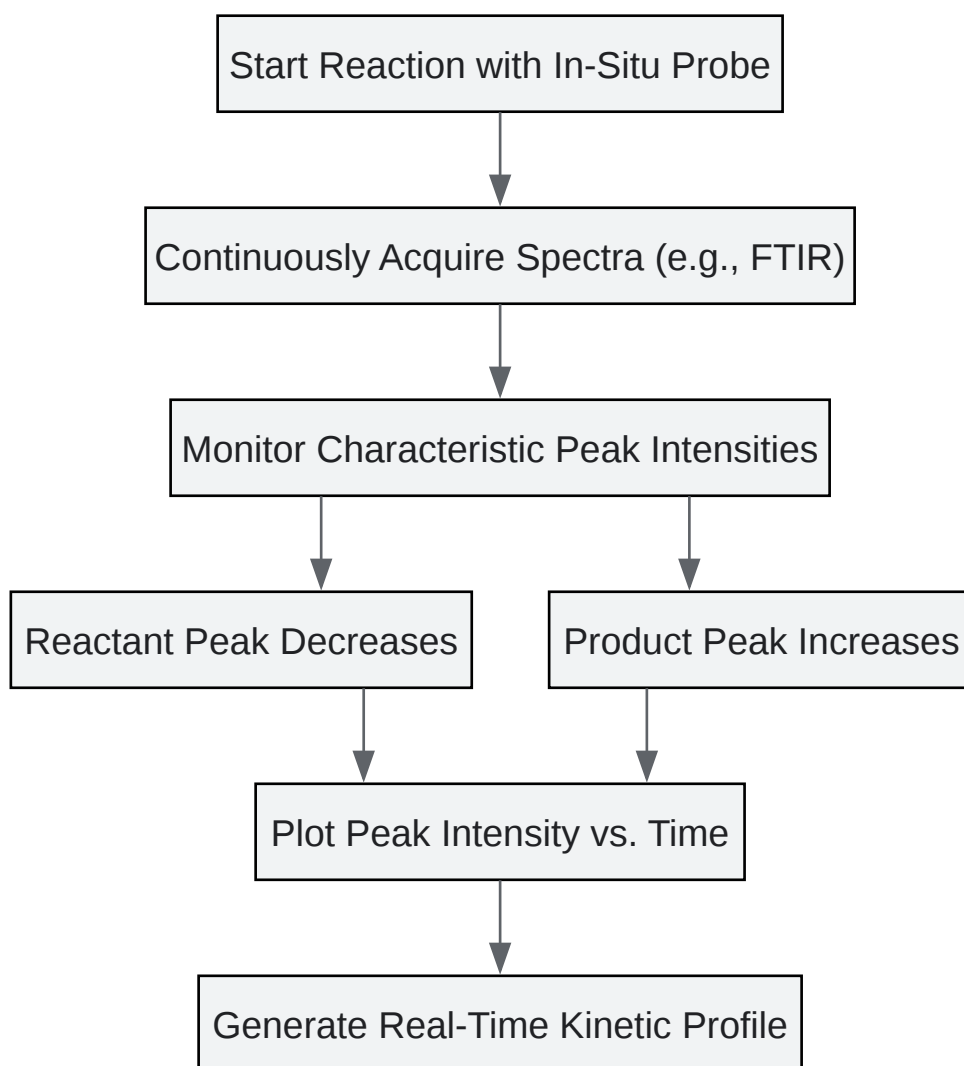 Start Reaction with In-Situ Probe
Continuously Acquire Spectra (e.g., FTIR)
Monitor Characteristic Peak Intensities
Reactant Peak Decreases
Product Peak Increases
Plot Peak Intensity vs. Time
Generate Real-Time Kinetic Profile